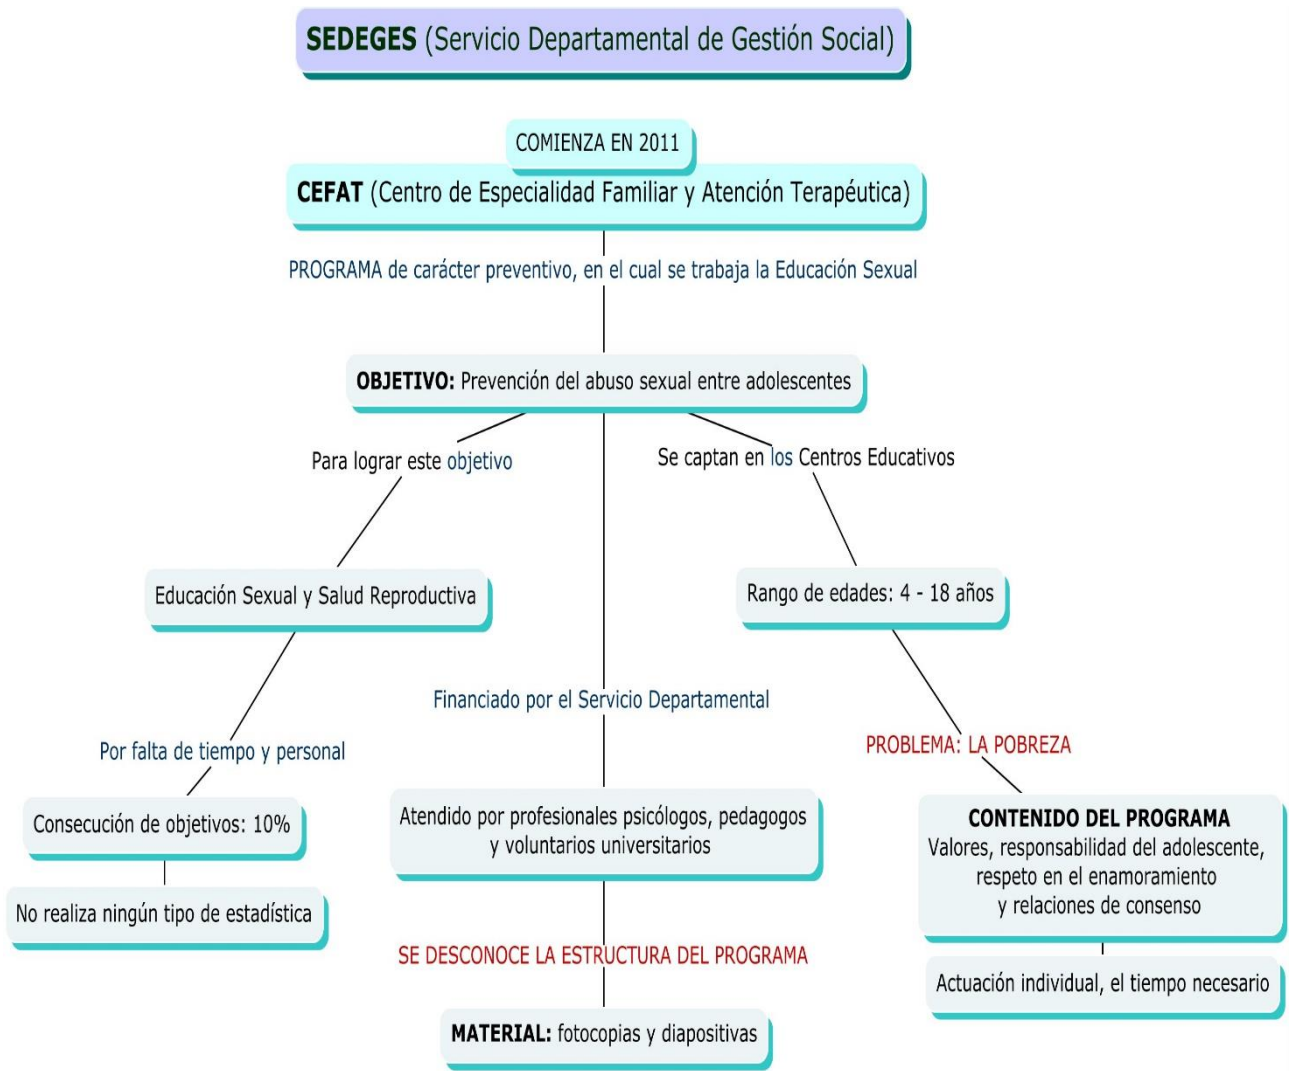 SEDEGES (Servicio Departamental de Gestión Social)
COMIENZA EN 2011
CEFAT (Centro de Especialidad Familiar y Atención Terapéutica)
PROGRAMA de carácter preventivo, en el cual se trabaja la Educación Sexual
OBJETIVO: Prevención del abuso sexual entre adolescentes
Para lograr este objetivo
Se captan en los Centros Educativos
Educación Sexual y Salud Reproductiva
Rango de edades: 4 - 18 años
Financiado por el Servicio Departamental
Por falta de tiempo y personal
PROBLEMA: LA POBREZA
Consecución de objetivos: 10%
Atendido por profesionales psicólogos, pedagogos
y voluntarios universitarios
CONTENIDO DEL PROGRAMA
Valores, responsabilidad del adolescente,
respeto en el enamoramiento
y relaciones de consenso
No realiza ningún tipo de estadística
SE DESCONOCE LA ESTRUCTURA DEL PROGRAMA
Actuación individual, el tiempo necesario
MATERIAL: fotocopias y diapositivas